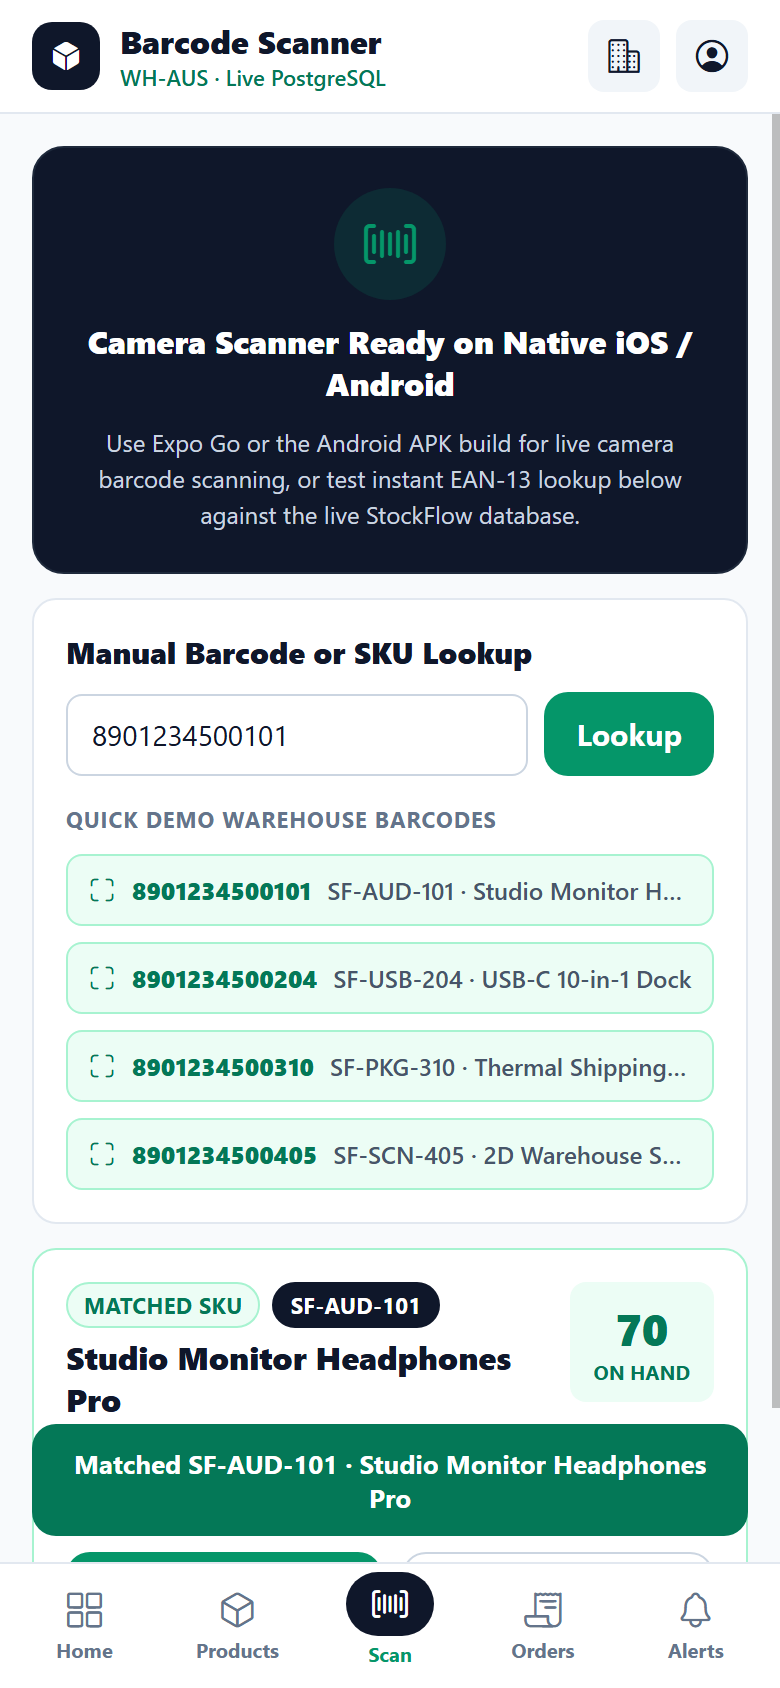 Barcode Scanner
WH-AUS · Live PostgreSQL
Camera Scanner Ready on Native iOS /
Android
Use Expo Go or the Android APK build for live camera
barcode scanning, or test instant EAN-13 lookup below
against the live StockFlow database.
Manual Barcode or SKU Lookup
8901234500101
Lookup
QUICK DEMO WAREHOUSE BARCODES
8901234500101 SF-AUD-101 · Studio Monitor H...
8901234500204 SF-USB-204 · USB-C 10-in-1 Dock
8901234500310 SF-PKG-310 · Thermal Shipping...
8901234500405 SF-SCN-405 · 2D Warehouse S...
MATCHED SKU
SF-AUD-101
70
ON HAND
Studio Monitor Headphones
Pro
Matched SF-AUD-101 · Studio Monitor Headphones
Pro
Home
Products
Scan
Orders
Alerts